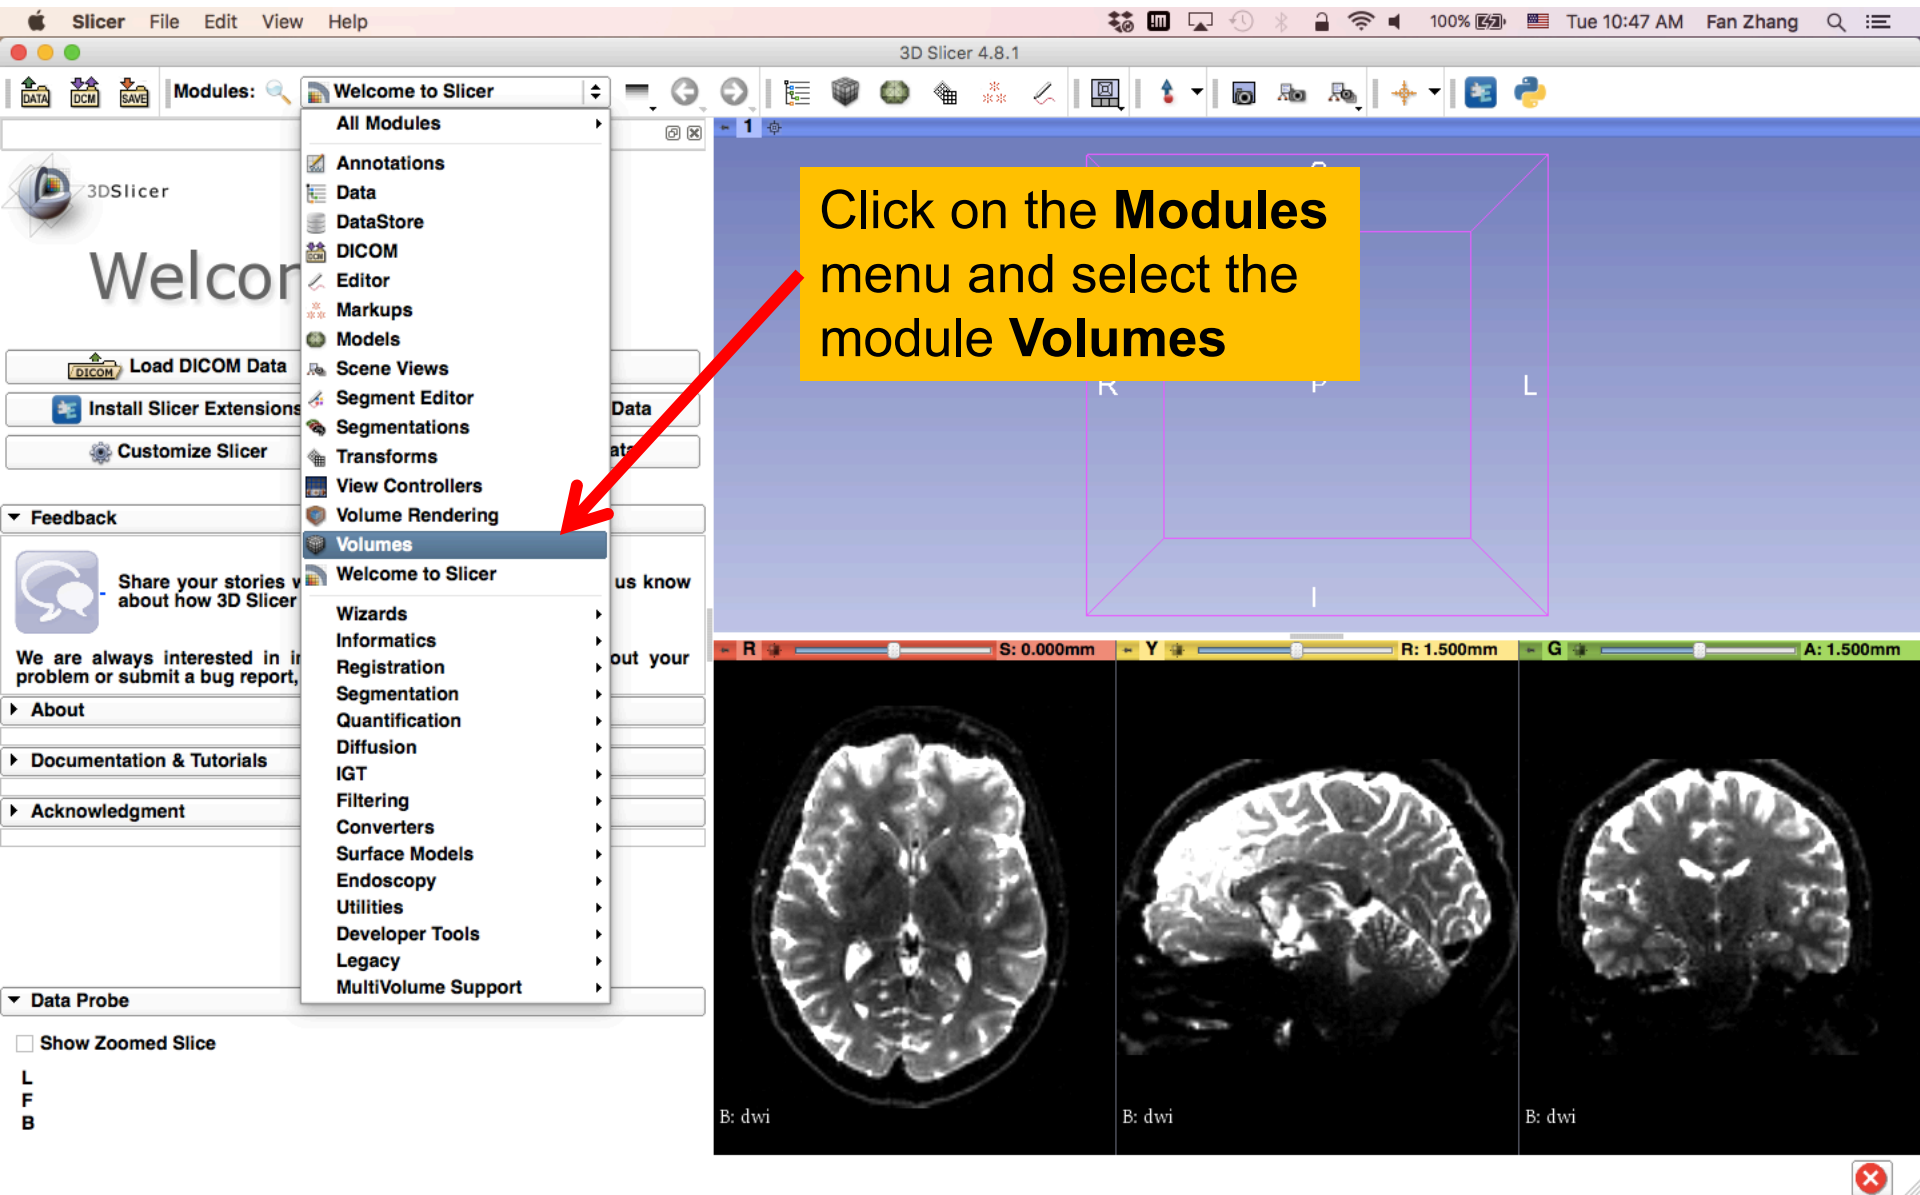 Slicer File Edit View Help 100% Tue 10:47 AM Fan Zhang
3D Slicer 4.8.1
DATA DCM SAVE Modules: Welcome to Slicer
All Modules
Annotations
Data
DataStore
DICOM
Editor
Markups
Models
Scene Views
Segment Editor
Segmentations
Transforms
View Controllers
Volume Rendering
Volumes
Welcome to Slicer
Wizards
Informatics
Registration
Segmentation
Quantification
Diffusion
IGT
Filtering
Converters
Surface Models
Endoscopy
Utilities
Developer Tools
Legacy
MultiVolume Support
3DSlicer
Welcor
DICOM Load DICOM Data
Install Slicer Extensions Data
Customize Slicer
Feedback
Share your stories us know
about how 3D Slicer
We are always interested in out your
problem or submit a bug report,
About
Documentation & Tutorials
Acknowledgment
Data Probe
Show Zoomed Slice
L
F
B
1
Click on the Modules
menu and select the
module Volumes
R P L
I
R S: 0.000mm Y R: 1.500mm G A: 1.500mm
B: dwi B: dwi B: dwi